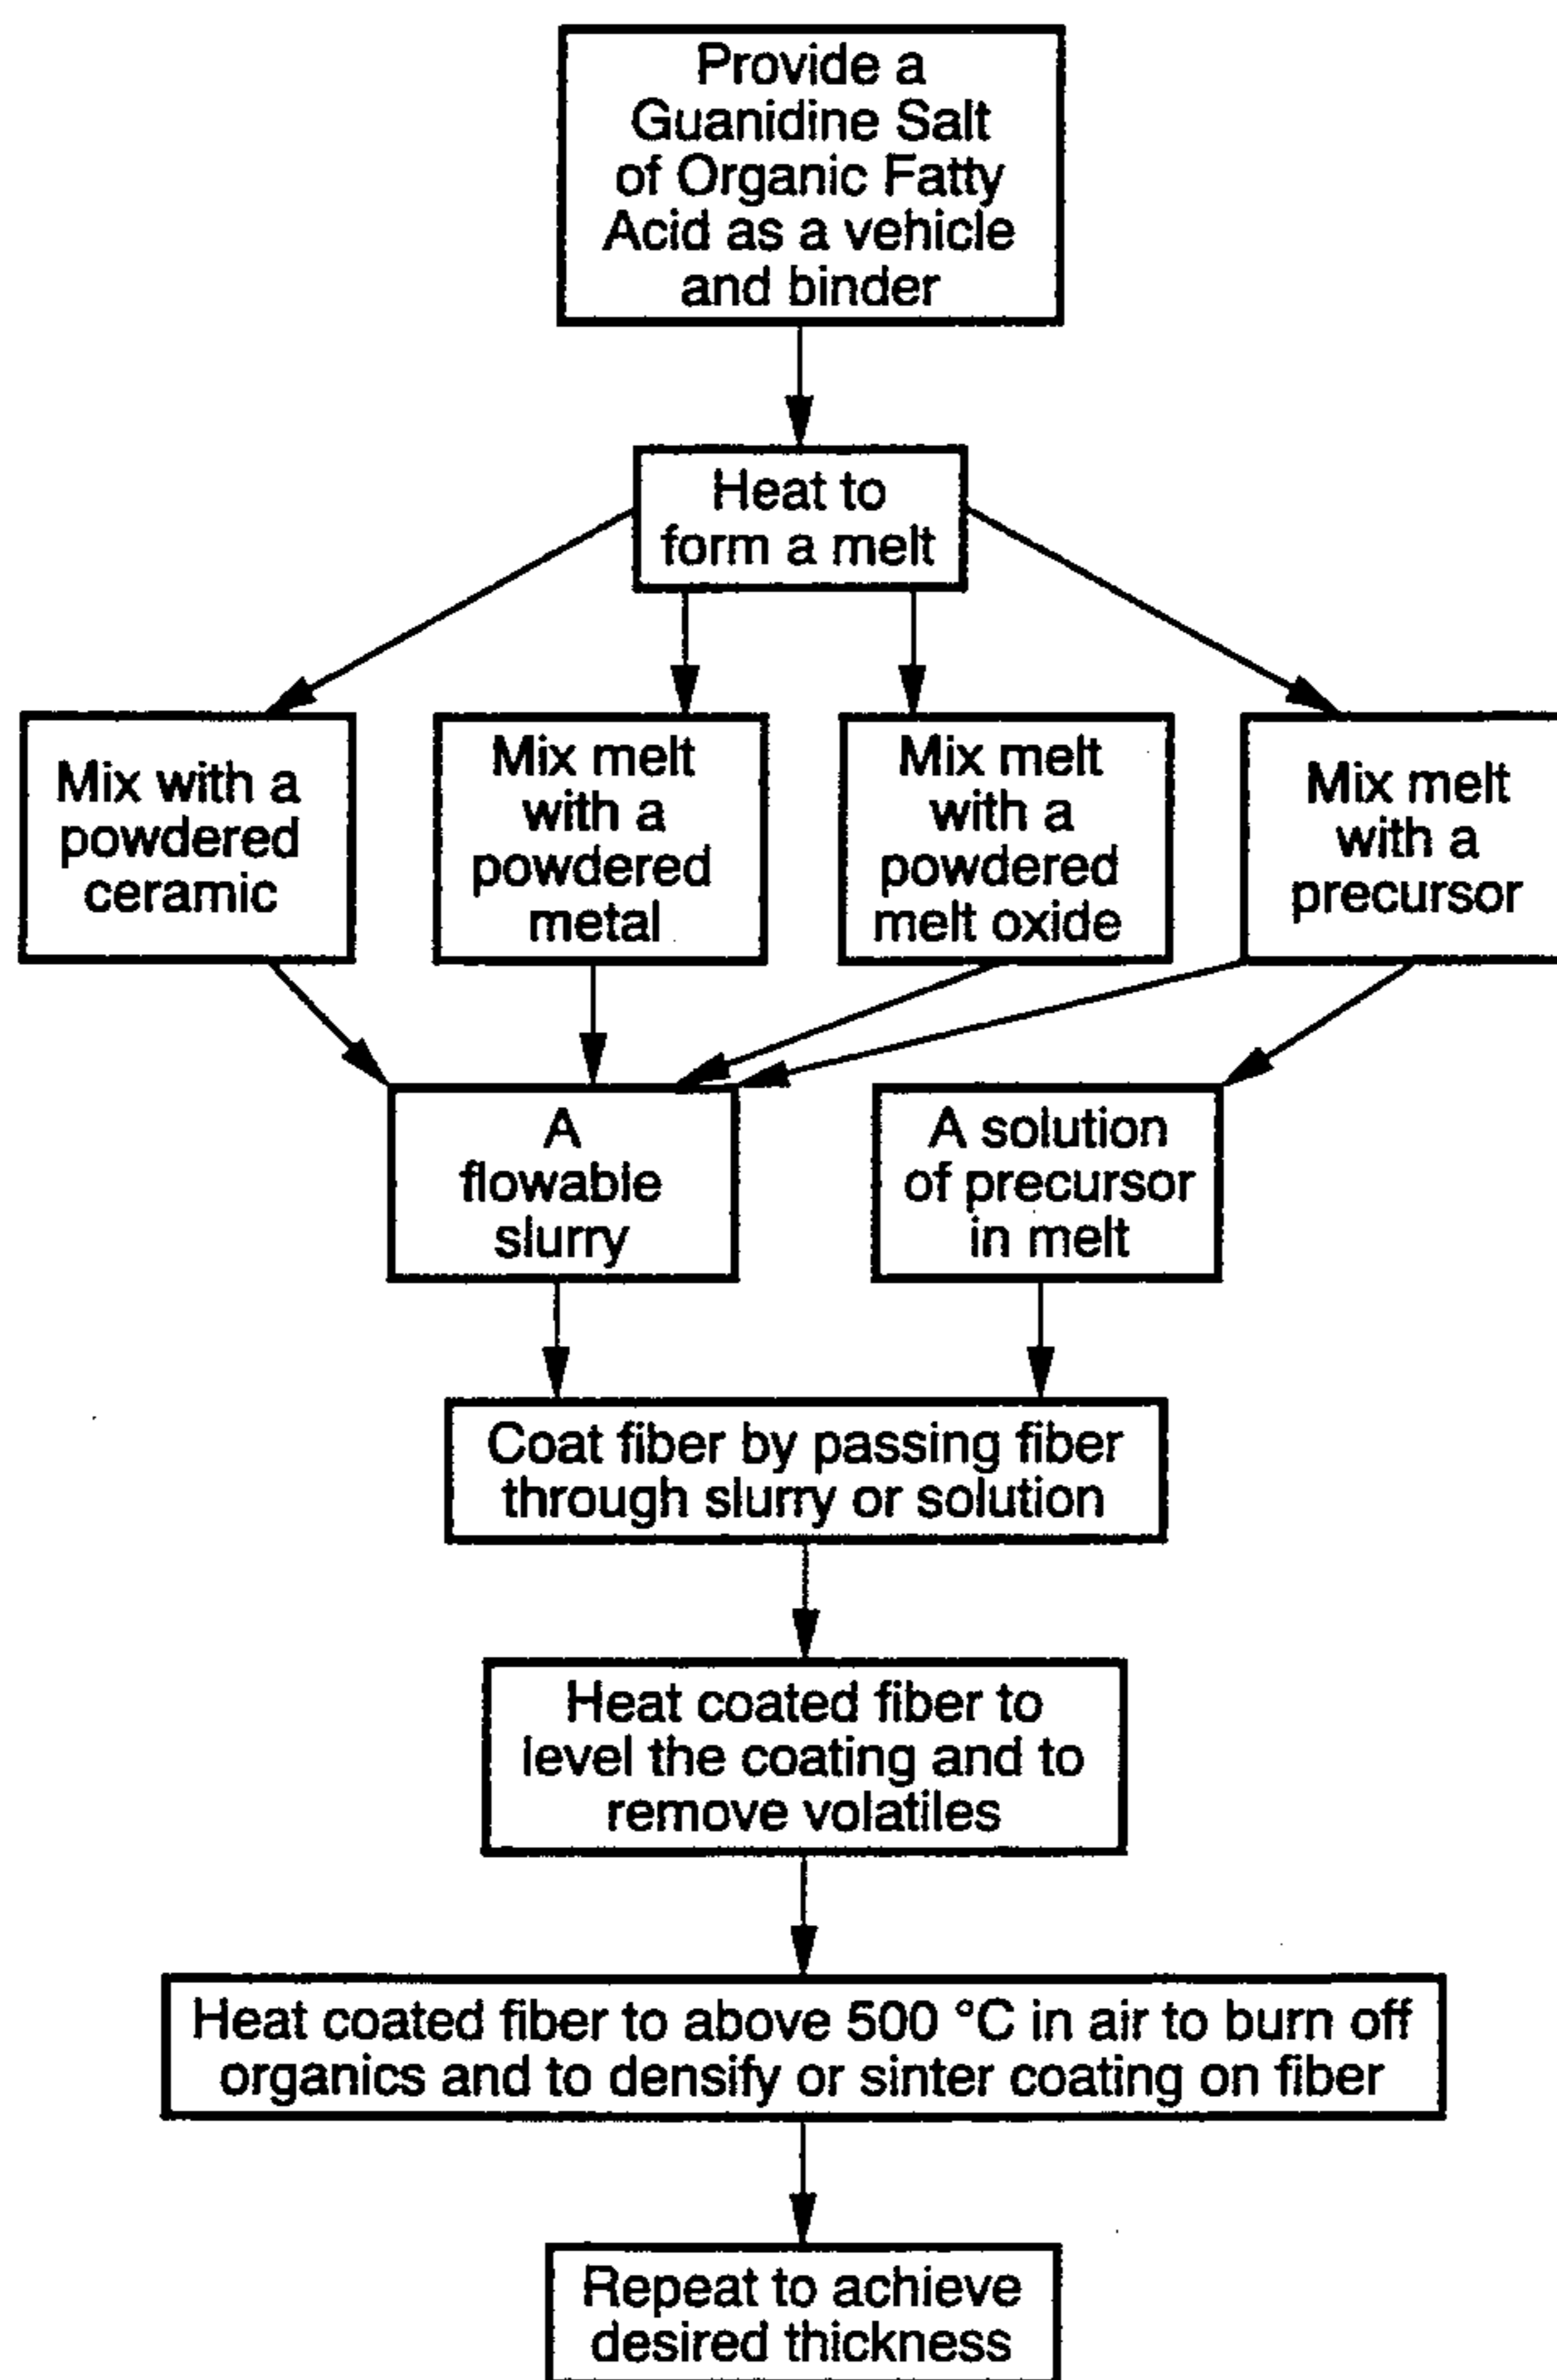 Provide a
Guanidine Salt
of Organic Fatty
Acid as a vehicle
and binder
Heat to
form a melt
Mix with a
powdered
ceramic
Mix melt
with a
powdered
metal
Mix melt
with a
powdered
melt oxide
Mix melt
with a
precursor
A
flowable
slurry
A solution
of precursor
in melt
Coat fiber by passing fiber
through slurry or solution
Heat coated fiber to
level the coating and to
remove volatiles
Heat coated fiber to above 500 °C in air to burn off
organics and to densify or sinter coating on fiber
Repeat to achieve
desired thickness